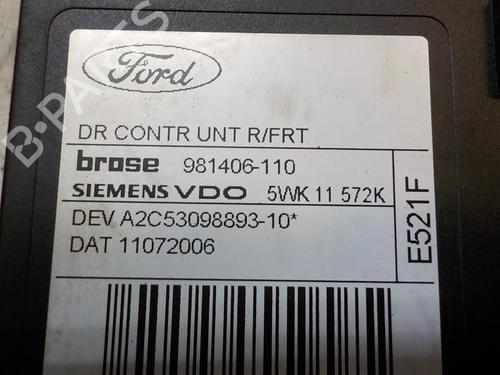 Ford
DR CONTR UNT R/FRT
brose 981406-110
SIEMENS VDO 5WK 11 572K
DEV A2C53098893-10*
DAT 11072006
E521F
B-PARTS